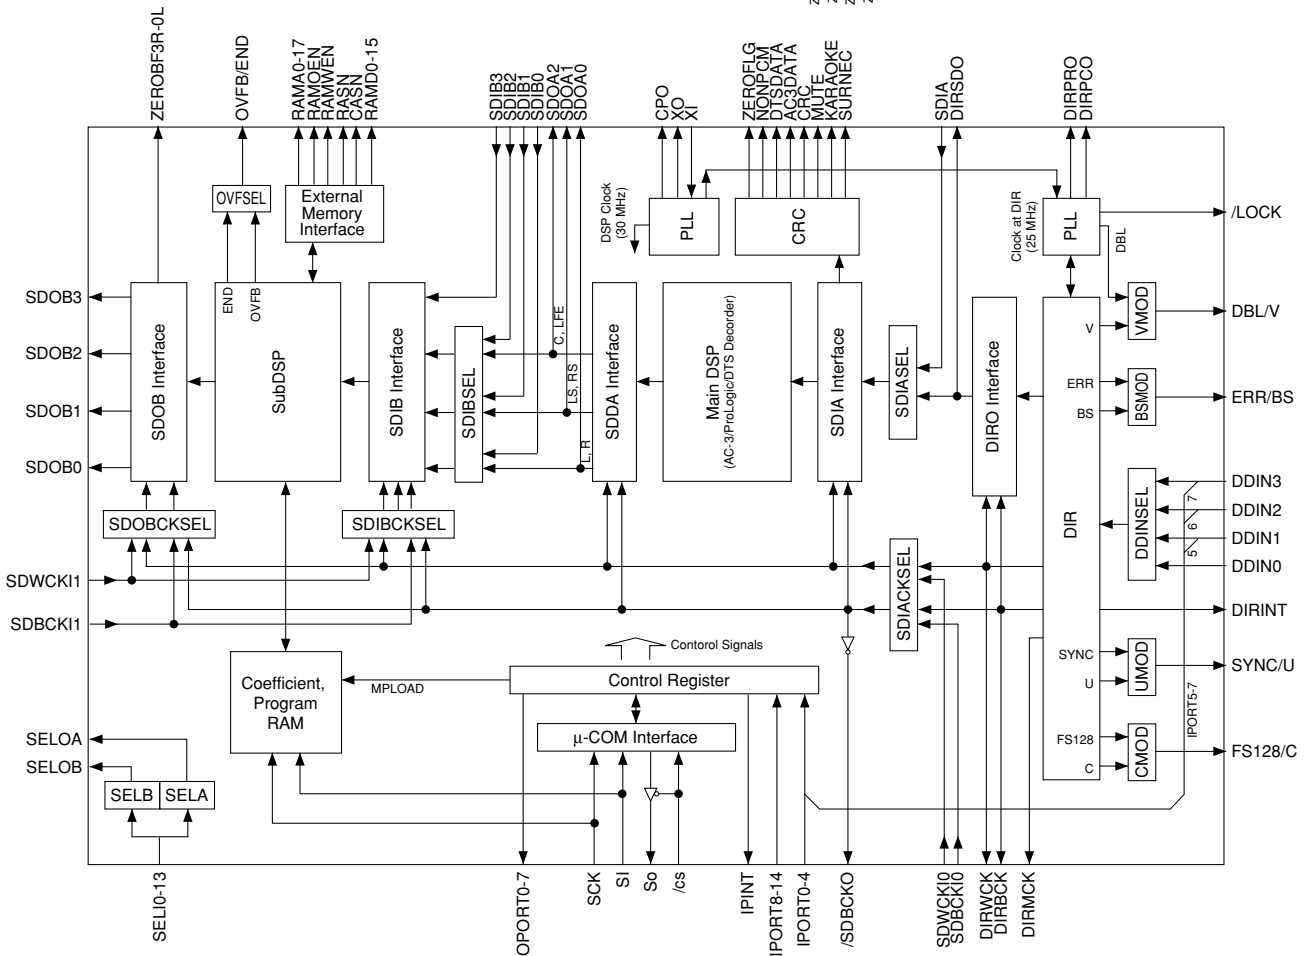 ZEROBF3R-0L
OVFB/END
RAMA0-17
RAMOEN
RAMWEN
RASN
CASN
RAMD0-15
SDIB3
SDIB2
SDIB1
SDIB0
SDOA2
SDOA1
SDOA0
CPO
XO
XI
ZEROFLG
NONPCM
DTSDATA
AC3DATA
CRC
MUTE
KARAOKE
SURNEC
SDIA
DIRSDO
DIRPRO
DIRPCO
OVFSEL
External
Memory
Interface
DSP Clock
(30 MHz)
PLL
CRC
Clock at DIR
(25 MHz)
PLL
DBL
/LOCK
SDOB3
SDOB2
SDOB1
SDOB0
SDOB Interface
END
OVFB
SubDSP
SDIB Interface
SDIBSEL
C, LFE
LS, RS
L, R
SDDA Interface
Main DSP
(AC-3/ProLogic/DTS Decorder)
SDIA Interface
SDIASEL
DIRO Interface
DIR
V
VMOD
DBL/V
ERR
BS
BSMOD
ERR/BS
DDINSEL
DDIN3
7
DDIN2
6
DDIN1
5
DDIN0
SDOBCKSEL
SDIBCKSEL
SDIACKSEL
SDWCKI1
SDBCKI1
DIRINT
Contorol Signals
Coefficient,
Program
RAM
MPLOAD
Control Register
µ-COM Interface
SYNC
U
UMOD
SYNC/U
IPORT5-7
FS128
C
CMOD
FS128/C
SELOA
SELOB
SELB
SELA
SELI0-13
OPORT0-7
SCK
SI
So
/cs
IPINT
IPORT8-14
IPORT0-4
/SDBCKO
SDWCKI0
SDBCKI0
DIRWCK
DIRBCK
DIRMCK